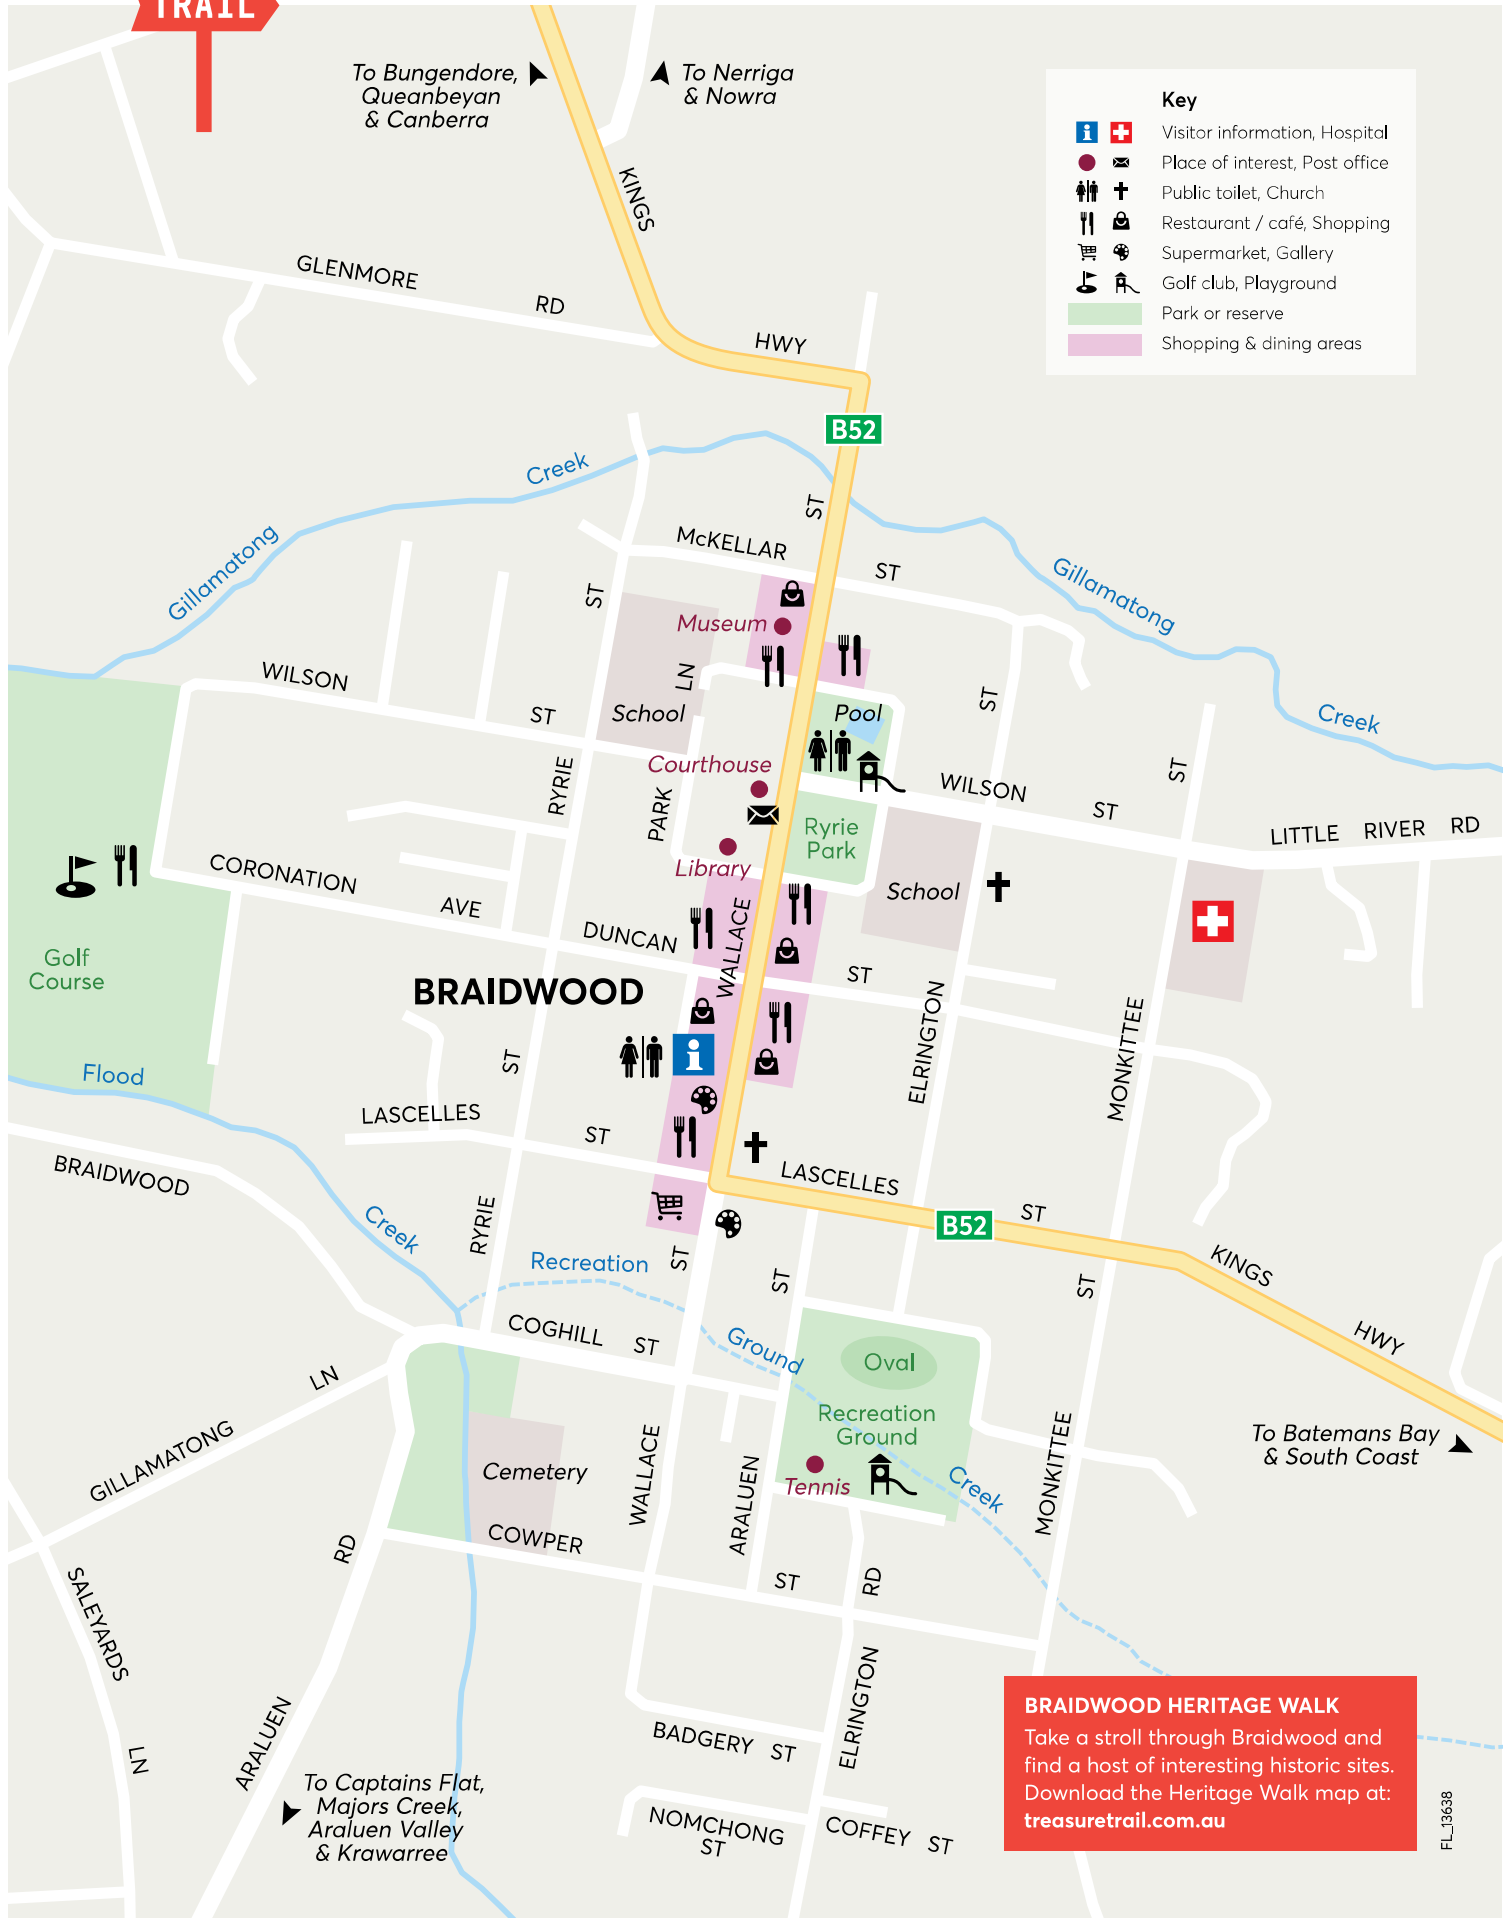 TRAIL
To Bungendore,
Queanbeyan
& Canberra
To Nerriga
& Nowra
Key
Visitor information, Hospital
Place of interest, Post office
Public toilet, Church
Restaurant / café, Shopping
Supermarket, Gallery
Golf club, Playground
Park or reserve
Shopping & dining areas
KINGS
HWY
GLENMORE
RD
B52
Creek
Gillamatong
ST
McKELLAR
ST
Gillamatong
Creek
ST
Museum
WILSON
ST
LN
School
Pool
ST
Courthouse
RYRIE
PARK
WILSON
ST
ST
LITTLE RIVER RD
Ryrie
Park
Library
School
CORONATION
AVE
DUNCAN
WALLACE
ST
Golf
Course
BRAIDWOOD
ELRINGTON
MONKITTEE
Flood
ST
LASCELLES
ST
BRAIDWOOD
LASCELLES
ST
B52
Creek
RYRIE
Recreation
ST
ST
ST
KINGS
HWY
COGHILL
ST
Ground
Oval
Recreation
Ground
LN
GILLAMATONG
To Batemans Bay
& South Coast
Cemetery
WALLACE
ARALUEN
Tennis
Creek
MONKITTEE
COWPER
ST
RD
RD
SALEYARDS
LN
ARALUEN
ELRINGTON
BADGERY ST
NOMCHONG
ST
COFFEY ST
To Captains Flat,
Majors Creek,
Araluen Valley
& Krawarree
BRAIDWOOD HERITAGE WALK
Take a stroll through Braidwood and
find a host of interesting historic sites.
Download the Heritage Walk map at:
treasuretrail.com.au
FL_13638